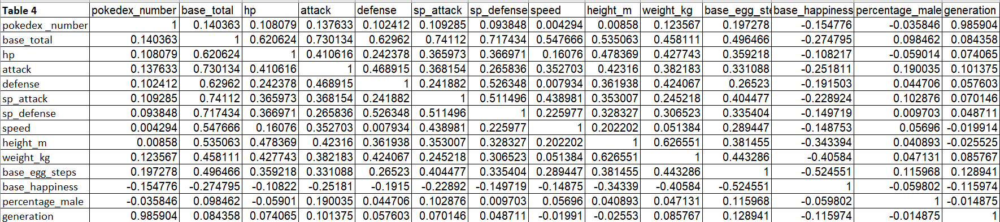 Table 4 pokedex_number base_total hp attack defense sp_attack sp_defense speed height_m weight_kg base_egg_ste base_happiness percentage_male generation
pokedex _number 1 0.140363 0.108079 0.137633 0.102412 0.109285 0.093848 0.004294 0.00858 0.123567 0.197278 -0.154776 -0.035846 0.985904
base_total 0.140363 1 0.620624 0.730134 0.62962 0.74112 0.717434 0.547666 0.535063 0.458111 0.496466 -0.274795 0.098462 0.084358
hp 0.108079 0.620624 1 0.410616 0.242378 0.365973 0.366971 0.16076 0.478369 0.427743 0.359218 -0.108217 -0.059014 0.074065
attack 0.137633 0.730134 0.410616 1 0.468915 0.368154 0.265836 0.352703 0.42316 0.382183 0.331088 -0.251811 0.190035 0.101375
defense 0.102412 0.62962 0.242378 0.468915 1 0.241882 0.526348 0.007934 0.361938 0.424067 0.26523 -0.191503 0.044706 0.057603
sp_attack 0.109285 0.74112 0.365973 0.368154 0.241882 1 0.511496 0.438981 0.353007 0.245218 0.404477 -0.228924 0.102876 0.070146
sp_defense 0.093848 0.717434 0.366971 0.265836 0.526348 0.511496 1 0.225977 0.328327 0.306523 0.335404 -0.149719 0.009703 0.048711
speed 0.004294 0.547666 0.16076 0.352703 0.007934 0.438981 0.225977 1 0.202202 0.051384 0.289447 -0.148753 0.05696 -0.019914
height_m 0.00858 0.535063 0.478369 0.42316 0.361938 0.353007 0.328327 0.202202 1 0.626551 0.381455 -0.343394 0.040893 -0.025525
weight_kg 0.123567 0.458111 0.427743 0.382183 0.424067 0.245218 0.306523 0.051384 0.626551 1 0.443286 -0.40584 0.047131 0.085767
base_egg_steps 0.197278 0.496466 0.359218 0.331088 0.26523 0.404477 0.335404 0.289447 0.381455 0.443286 1 -0.524551 0.115968 0.128941
base_happiness -0.154776 -0.274795 -0.10822 -0.25181 -0.1915 -0.22892 -0.149719 -0.14875 -0.34339 -0.40584 -0.524551 1 -0.059802 -0.115974
percentage_male -0.035846 0.098462 -0.05901 0.190035 0.044706 0.102876 0.009703 0.05696 0.040893 0.047131 0.115968 -0.059802 1 -0.014875
generation 0.985904 0.084358 0.074065 0.101375 0.057603 0.070146 0.048711 -0.01991 -0.02553 0.085767 0.128941 -0.115974 -0.014875 1